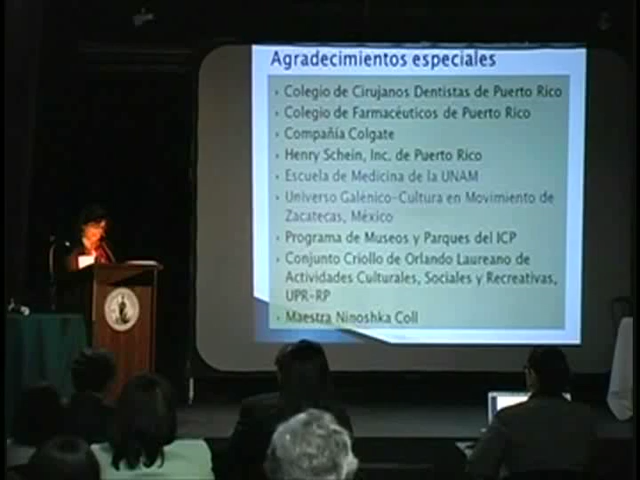 Agradecimientos especiales
Colegio de Cirujanos Dentistas de Puerto Rico
Colegio de Farmacéuticos de Puerto Rico
Compañía Colgate
Henry Schein, Inc. de Puerto Rico
Escuela de Medicina de la UNAM
Universo Galénico-Cultura en Movimiento de
Zacatecas, México
Programa de Museos y Parques del ICP
Conjunto Criollo de Orlando Laureano de
Actividades Culturales, Sociales y Recreativas,
UPR-RP
Maestra Ninoshka Coll